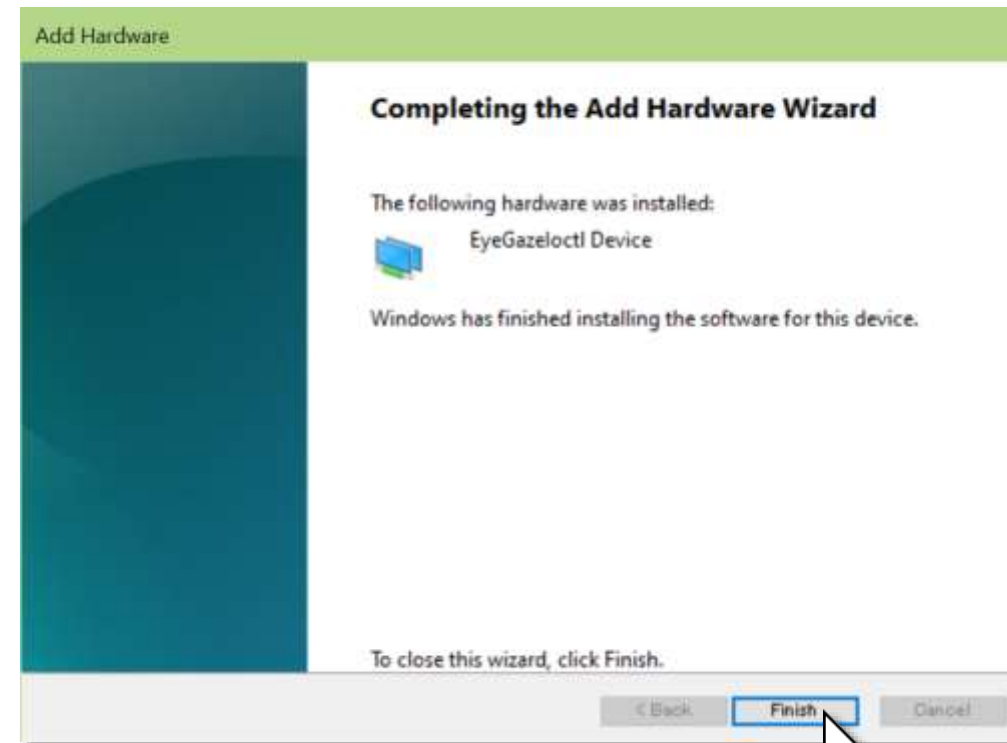 Add Hardware
Completing the Add Hardware Wizard
The following hardware was installed:
EyeGazeIoctl Device
Windows has finished installing the software for this device.
To close this wizard, click Finish.
< Back Finish Cancel